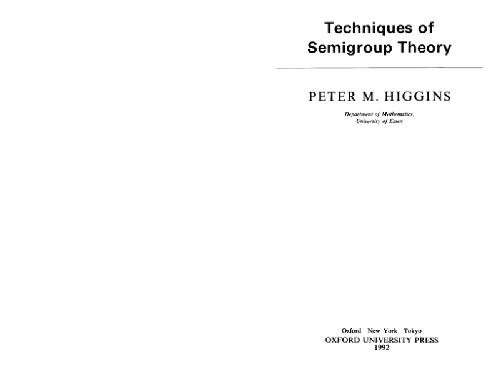 Techniques of
Semigroup Theory
PETER M. HIGGINS
Department of Mathematics,
University of Essex
Oxford New York Tokyo
OXFORD UNIVERSITY PRESS
1992